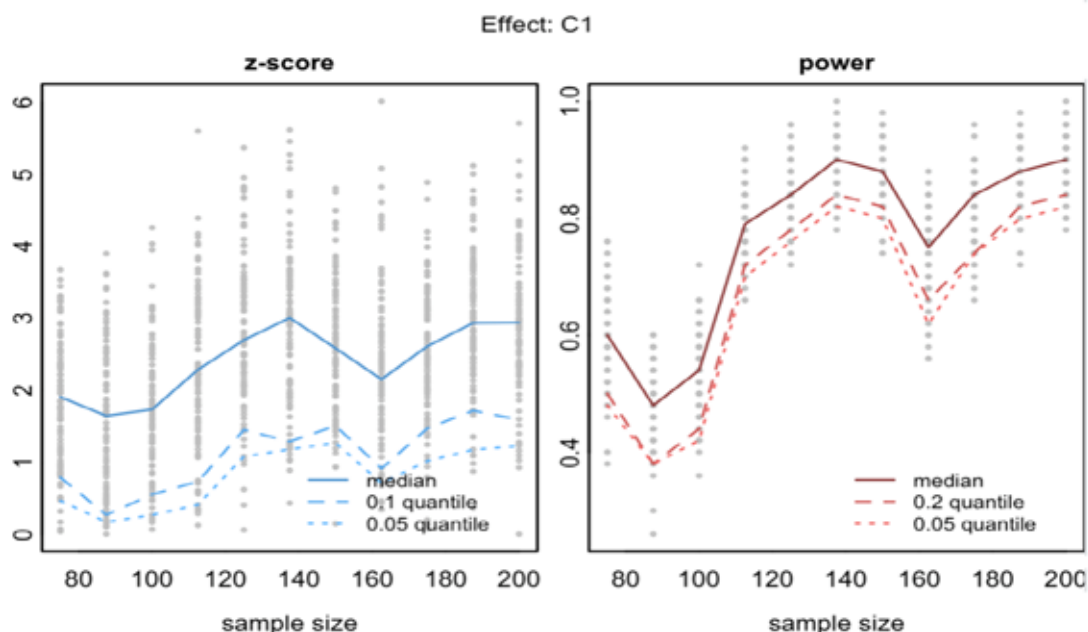 Effect: C1
z-score
power
6
5
4
3
2
1
0
1.0
0.8
0.6
0.4
median
0.1 quantile
0.05 quantile
median
0.2 quantile
0.05 quantile
80 100 120 140 160 180 200
80 100 120 140 160 180 200
sample size
sample size